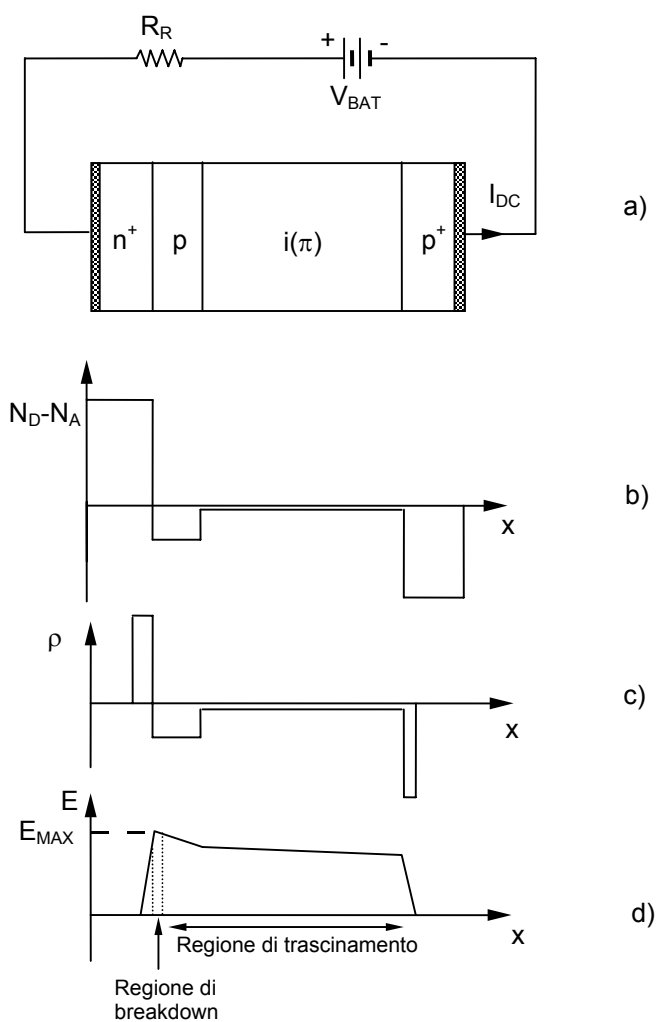 R_R
+ -
V_BAT
I_DC
a)
n⁺ p i(π) p⁺
N_D-N_A
b)
x
ρ
c)
x
E
E_MAX
d)
x
Regione di trascinamento
Regione di
breakdown